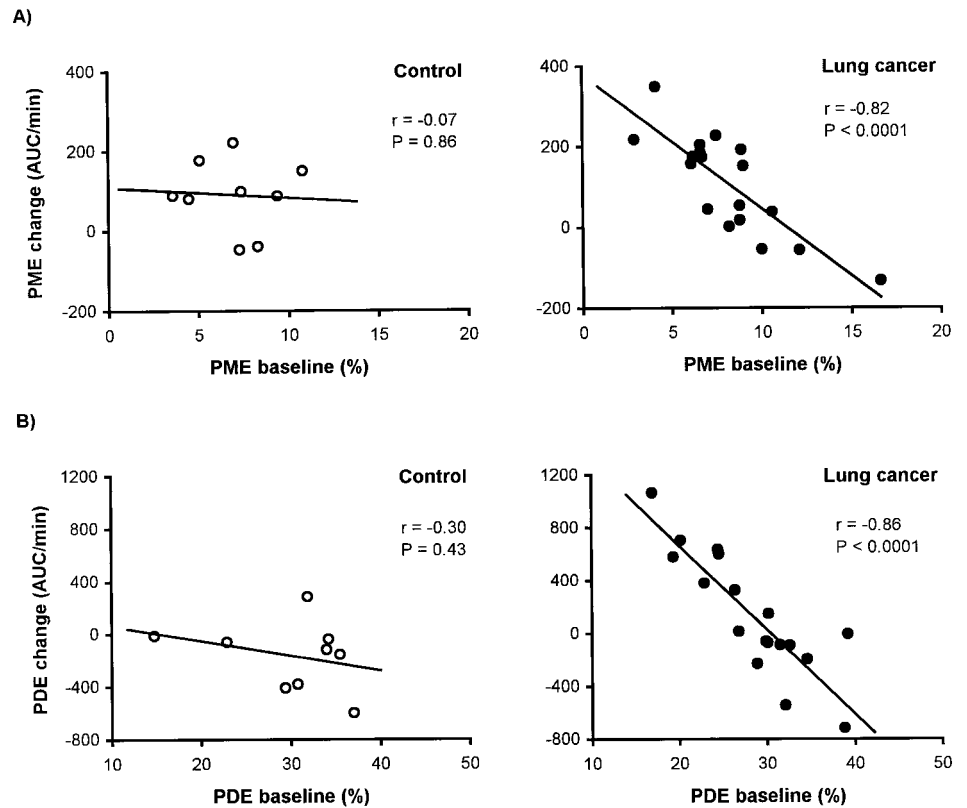 A)
PME change (AUC/min)
400
200
0
-200
0 5 10 15 20
PME baseline (%)
Control
r = -0.07
P = 0.86
400
200
0
-200
0 5 10 15 20
PME baseline (%)
Lung cancer
r = -0.82
P < 0.0001
B)
PDE change (AUC/min)
1200
800
400
0
-400
-800
10 20 30 40 50
PDE baseline (%)
Control
r = -0.30
P = 0.43
1200
800
400
0
-400
-800
10 20 30 40 50
PDE baseline (%)
Lung cancer
r = -0.86
P < 0.0001